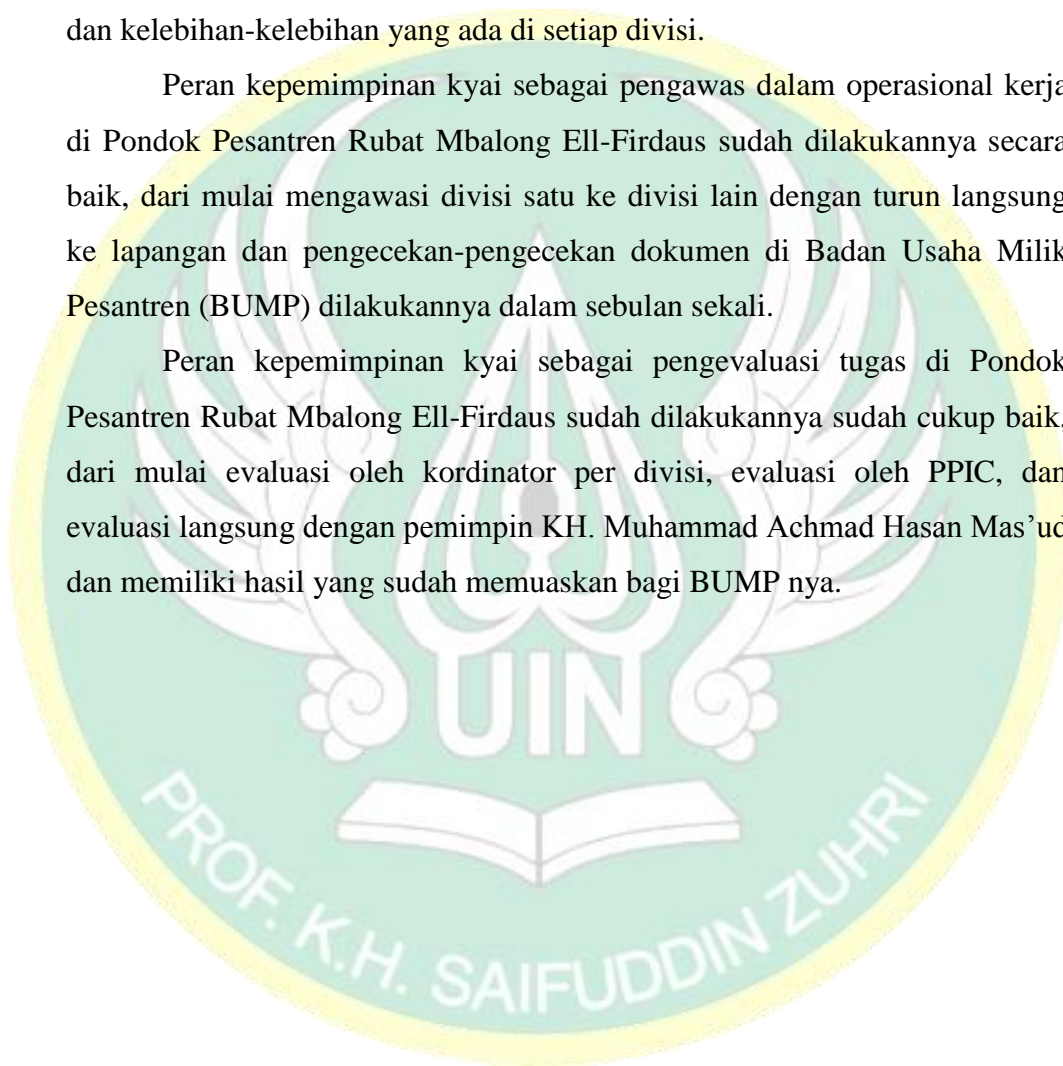 dan kelebihan-kelebihan yang ada di setiap divisi.
Peran kepemimpinan kyai sebagai pengawas dalam operasional kerja
di Pondok Pesantren Rubat Mbalong Ell-Firdaus sudah dilakukannya secara
baik, dari mulai mengawasi divisi satu ke divisi lain dengan turun langsung
ke lapangan dan pengecekan-pengecekan dokumen di Badan Usaha Milik
Pesantren (BUMP) dilakukannya dalam sebulan sekali.
Peran kepemimpinan kyai sebagai pengevaluasi tugas di Pondok
Pesantren Rubat Mbalong Ell-Firdaus sudah dilakukannya sudah cukup baik,
dari mulai evaluasi oleh kordinator per divisi, evaluasi oleh PPIC, dan
evaluasi langsung dengan pemimpin KH. Muhammad Achmad Hasan Mas’ud
dan memiliki hasil yang sudah memuaskan bagi BUMP nya.
UIN
PROF. K.H. SAIFUDDIN ZUHRI